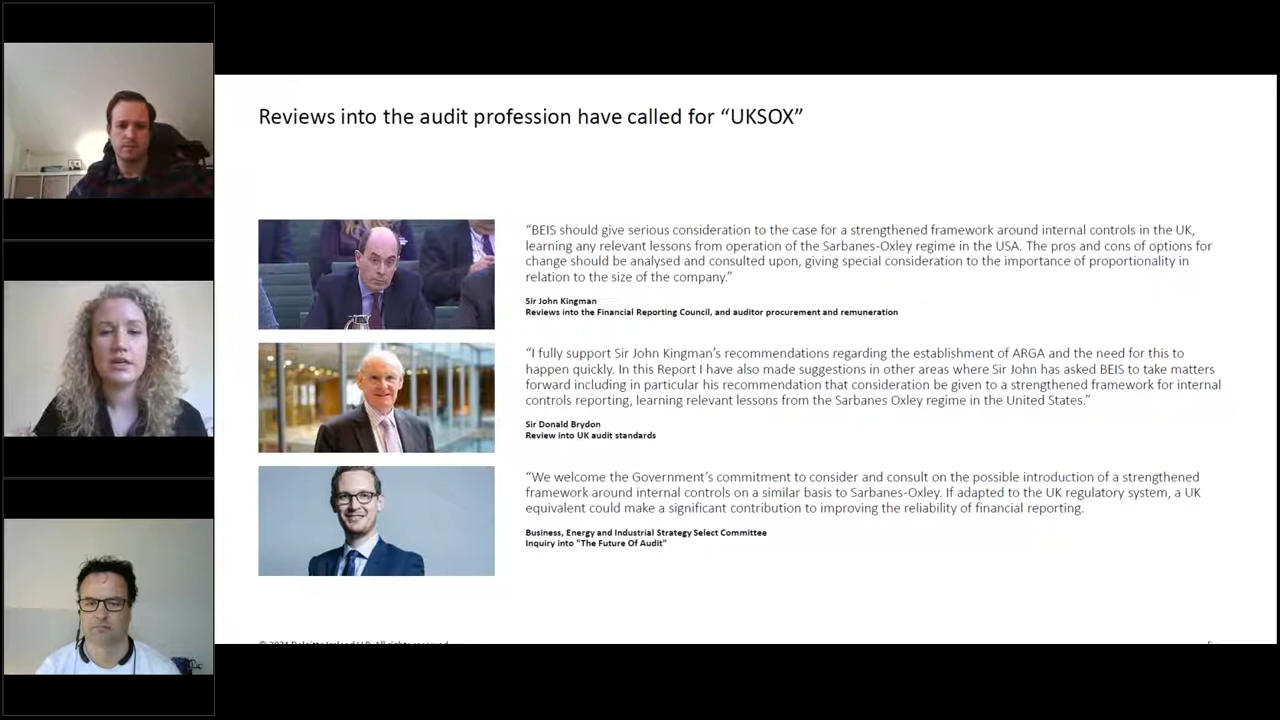 Reviews into the audit profession have called for “UKSOX”
“BEIS should give serious consideration to the case for a strengthened framework around internal controls in the UK,
learning any relevant lessons from operation of the Sarbanes-Oxley regime in the USA. The pros and cons of options for
change should be analysed and consulted upon, giving special consideration to the importance of proportionality in
relation to the size of the company.”
Sir John Kingman
Reviews into the Financial Reporting Council, and auditor procurement and remuneration
“I fully support Sir John Kingman’s recommendations regarding the establishment of ARGA and the need for this to
happen quickly. In this Report I have also made suggestions in other areas where Sir John has asked BEIS to take matters
forward including in particular his recommendation that consideration be given to a strengthened framework for internal
controls reporting, learning relevant lessons from the Sarbanes Oxley regime in the United States.”
Sir Donald Brydon
Review into UK audit standards
“We welcome the Government’s commitment to consider and consult on the possible introduction of a strengthened
framework around internal controls on a similar basis to Sarbanes-Oxley. If adapted to the UK regulatory system, a UK
equivalent could make a significant contribution to improving the reliability of financial reporting.
Business, Energy and Industrial Strategy Select Committee
Inquiry into "The Future Of Audit"